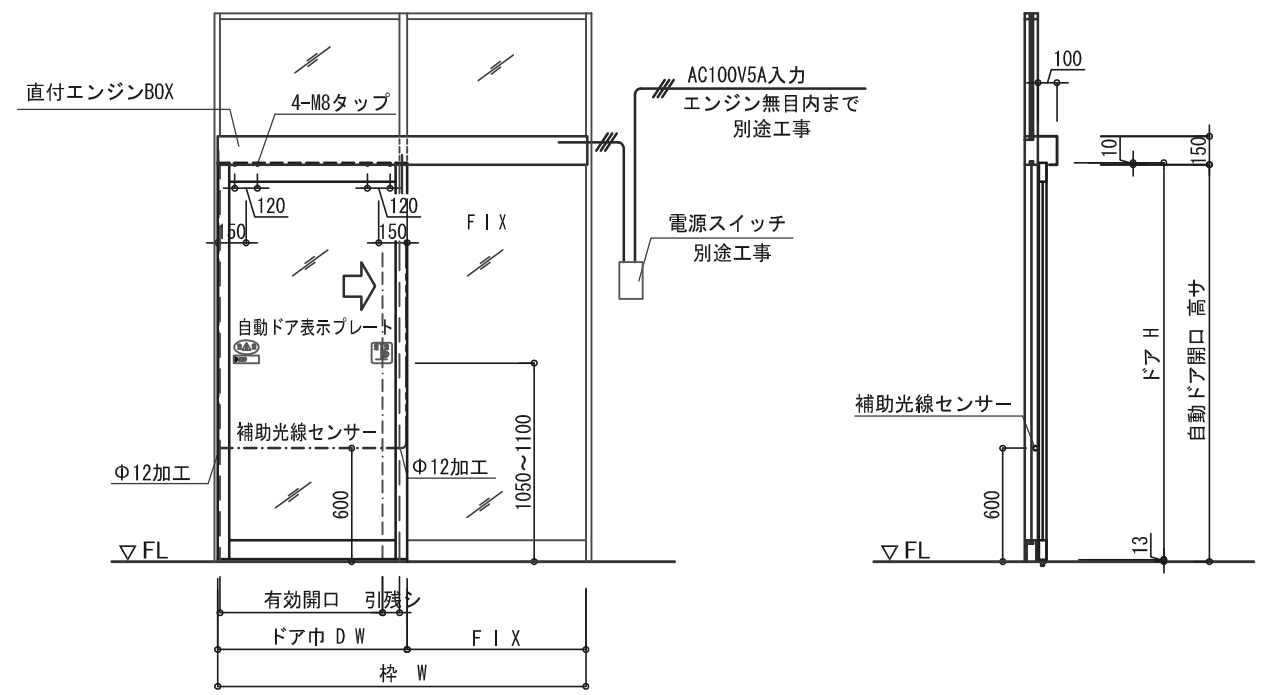 直付エンジンBOX
4-M8タップ
AC100V5A入力
エンジン無目内まで
別途工事
100
10
150
120
120
150
150
FIX
電源スイッチ
別途工事
自動ドア表示プレート
補助光線センサー
Φ12加工
Φ12加工
600
1050～1100
▽FL
有効開口
引残シ
ドア巾 DW
FIX
枠 W
補助光線センサー
600
ドア H
自動ドア開口 高サ
13
▽FL